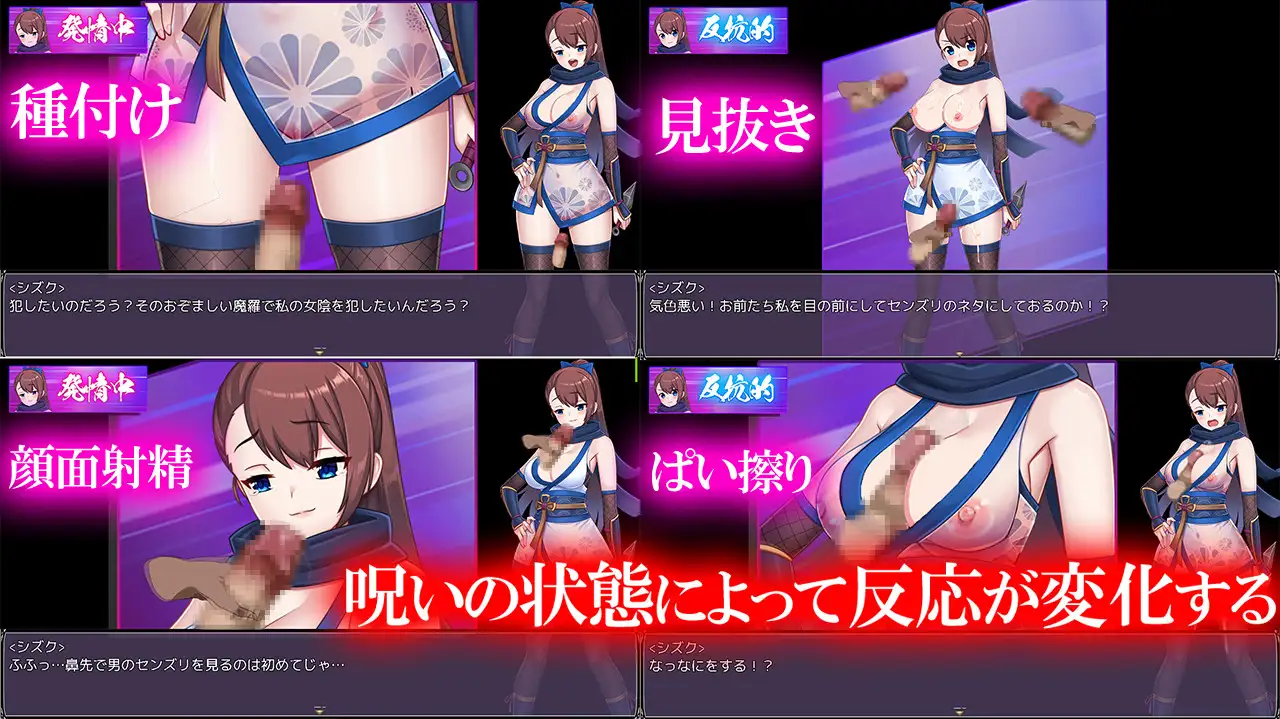 発情中
種付け
<シズク>
犯したいのだろう？そのおぞましい魔羅で私の女陰を犯したいんだろう？
反抗的
見抜き
<シズク>
気色悪い！お前たち私を目の前にしてセンズリのネタにしておるのか！？
発情中
顔面射精
<シズク>
ふふっ…鼻先で男のセンズリを見るのは初めてじゃ…
反抗的
ぱい擦り
<シズク>
なっなにをする！？
呪いの状態によって反応が変化する